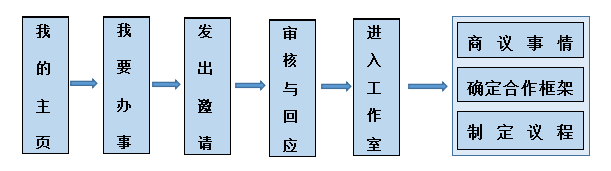 我的主页
我要办事
发出邀请
审核与回应
进入工作室
商议事情
确定合作框架
制定议程